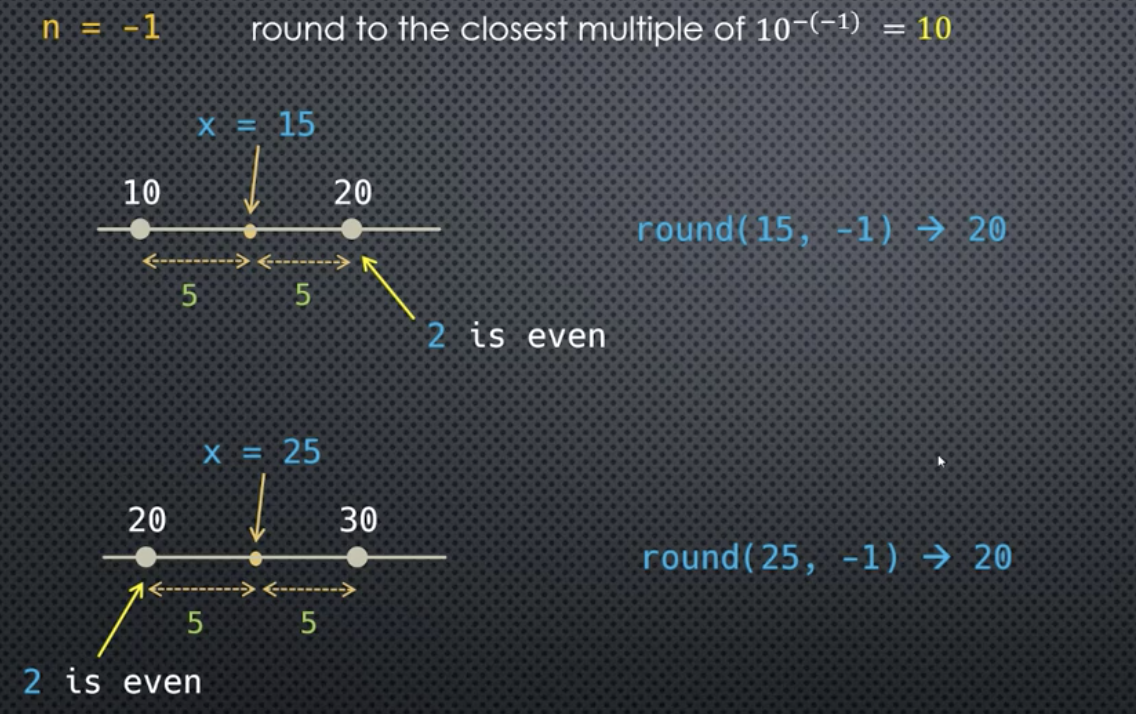 n = -1 round to the closest multiple of 10⁻⁽⁻¹⁾ = 10
x = 15
10 20
round(15, -1) → 20
5 5
2 is even
x = 25
20 30
round(25, -1) → 20
5 5
2 is even